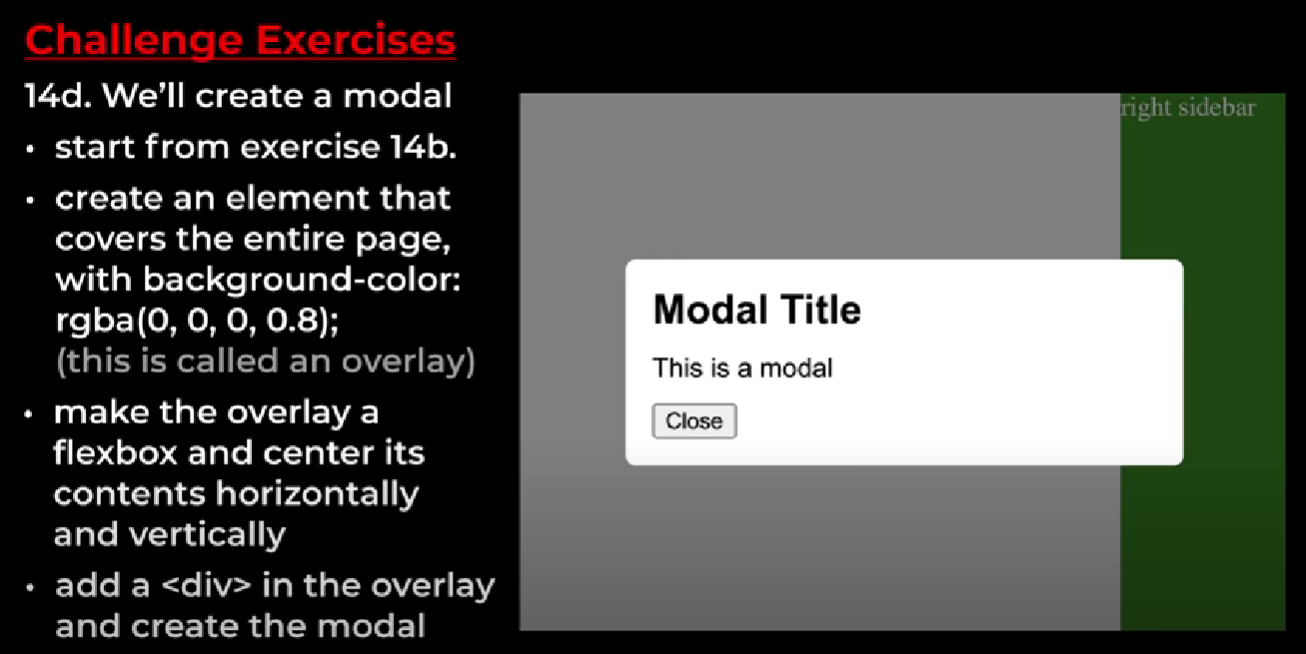 Challenge Exercises
14d. We'll create a modal
• start from exercise 14b.
• create an element that
covers the entire page,
with background-color:
rgba(0, 0, 0, 0.8);
(this is called an overlay)
• make the overlay a
flexbox and center its
contents horizontally
and vertically
• add a <div> in the overlay
and create the modal
right sidebar
Modal Title
This is a modal
Close